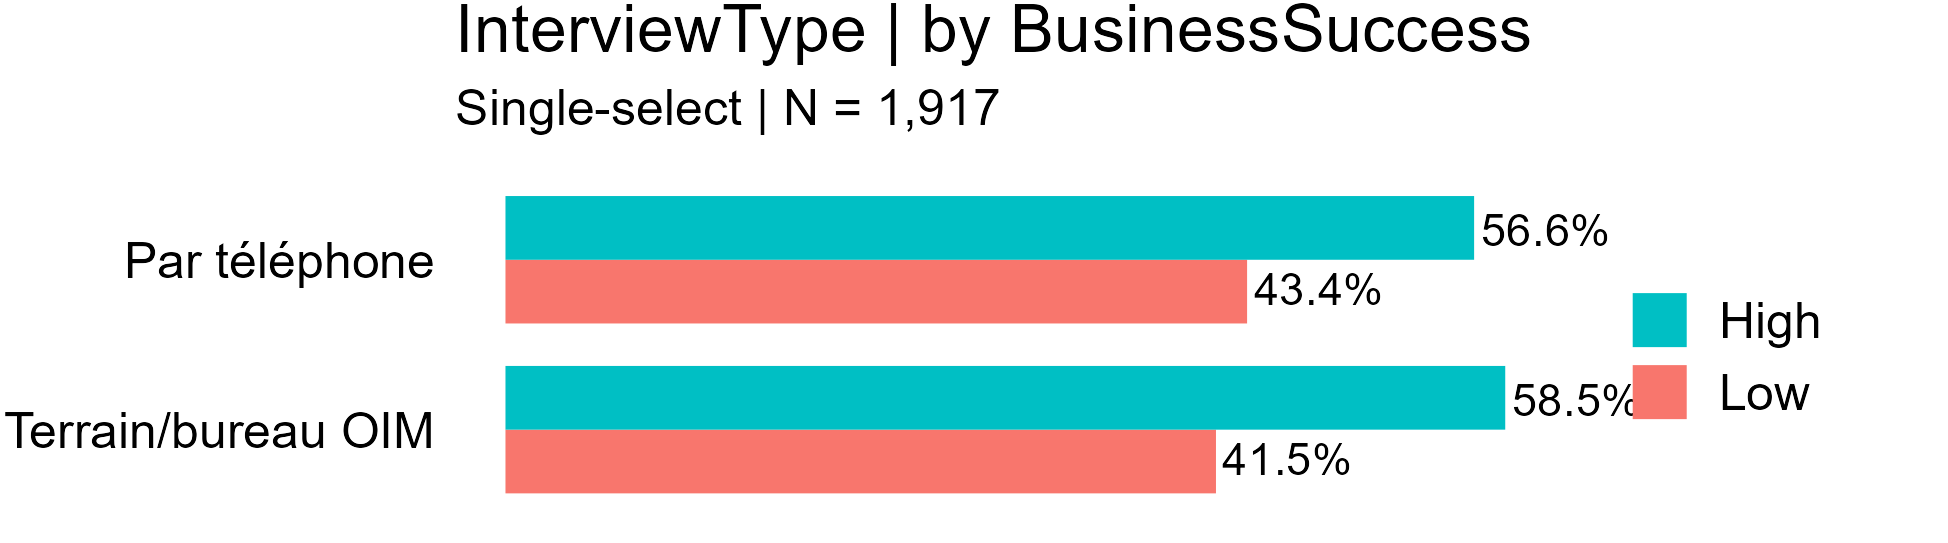 InterviewType | by BusinessSuccess
Single-select | N = 1,917
Par téléphone
56.6%
43.4%
Terrain/bureau OIM
58.5%
41.5%
High
Low